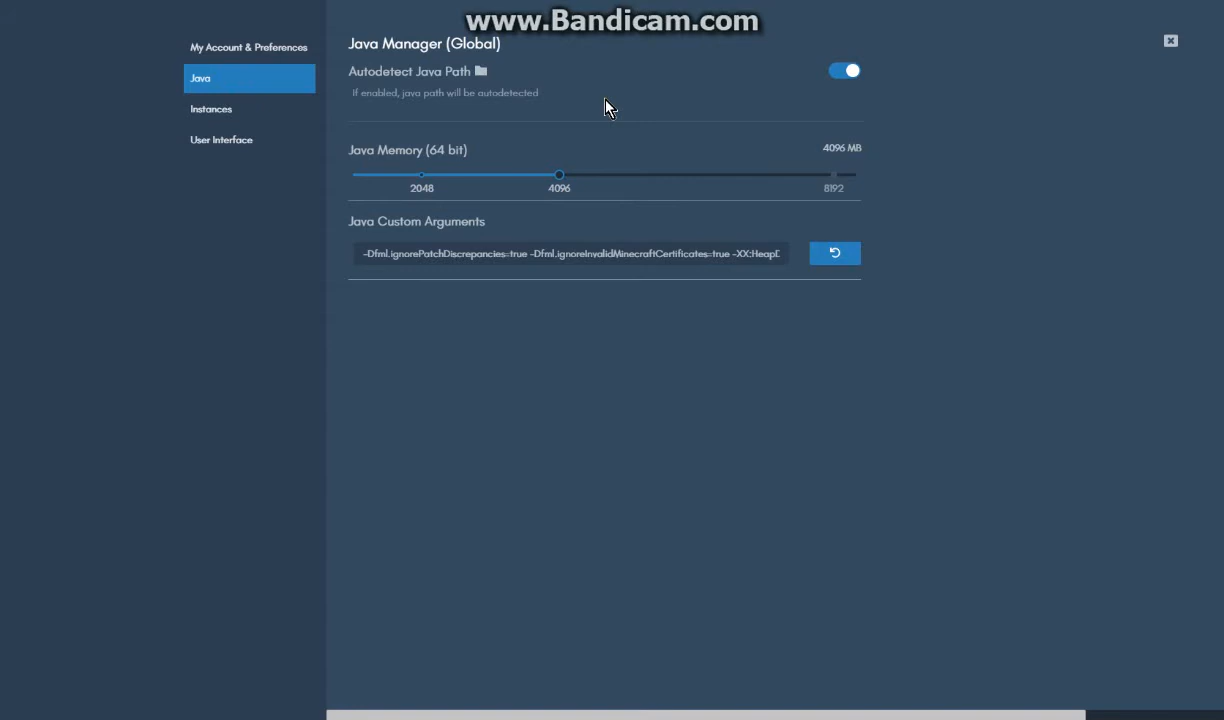 www.Bandicam.com
My Account & Preferences
Java
Instances
User Interface
Java Manager (Global)
Autodetect Java Path
If enabled, java path will be autodetected
Java Memory (64 bit)
4096 MB
2048
4096
8192
Java Custom Arguments
-Dfml.ignorePatchDiscrepancies=true -Dfml.ignoreInvalidMinecraftCertificates=true -XX:HeapD